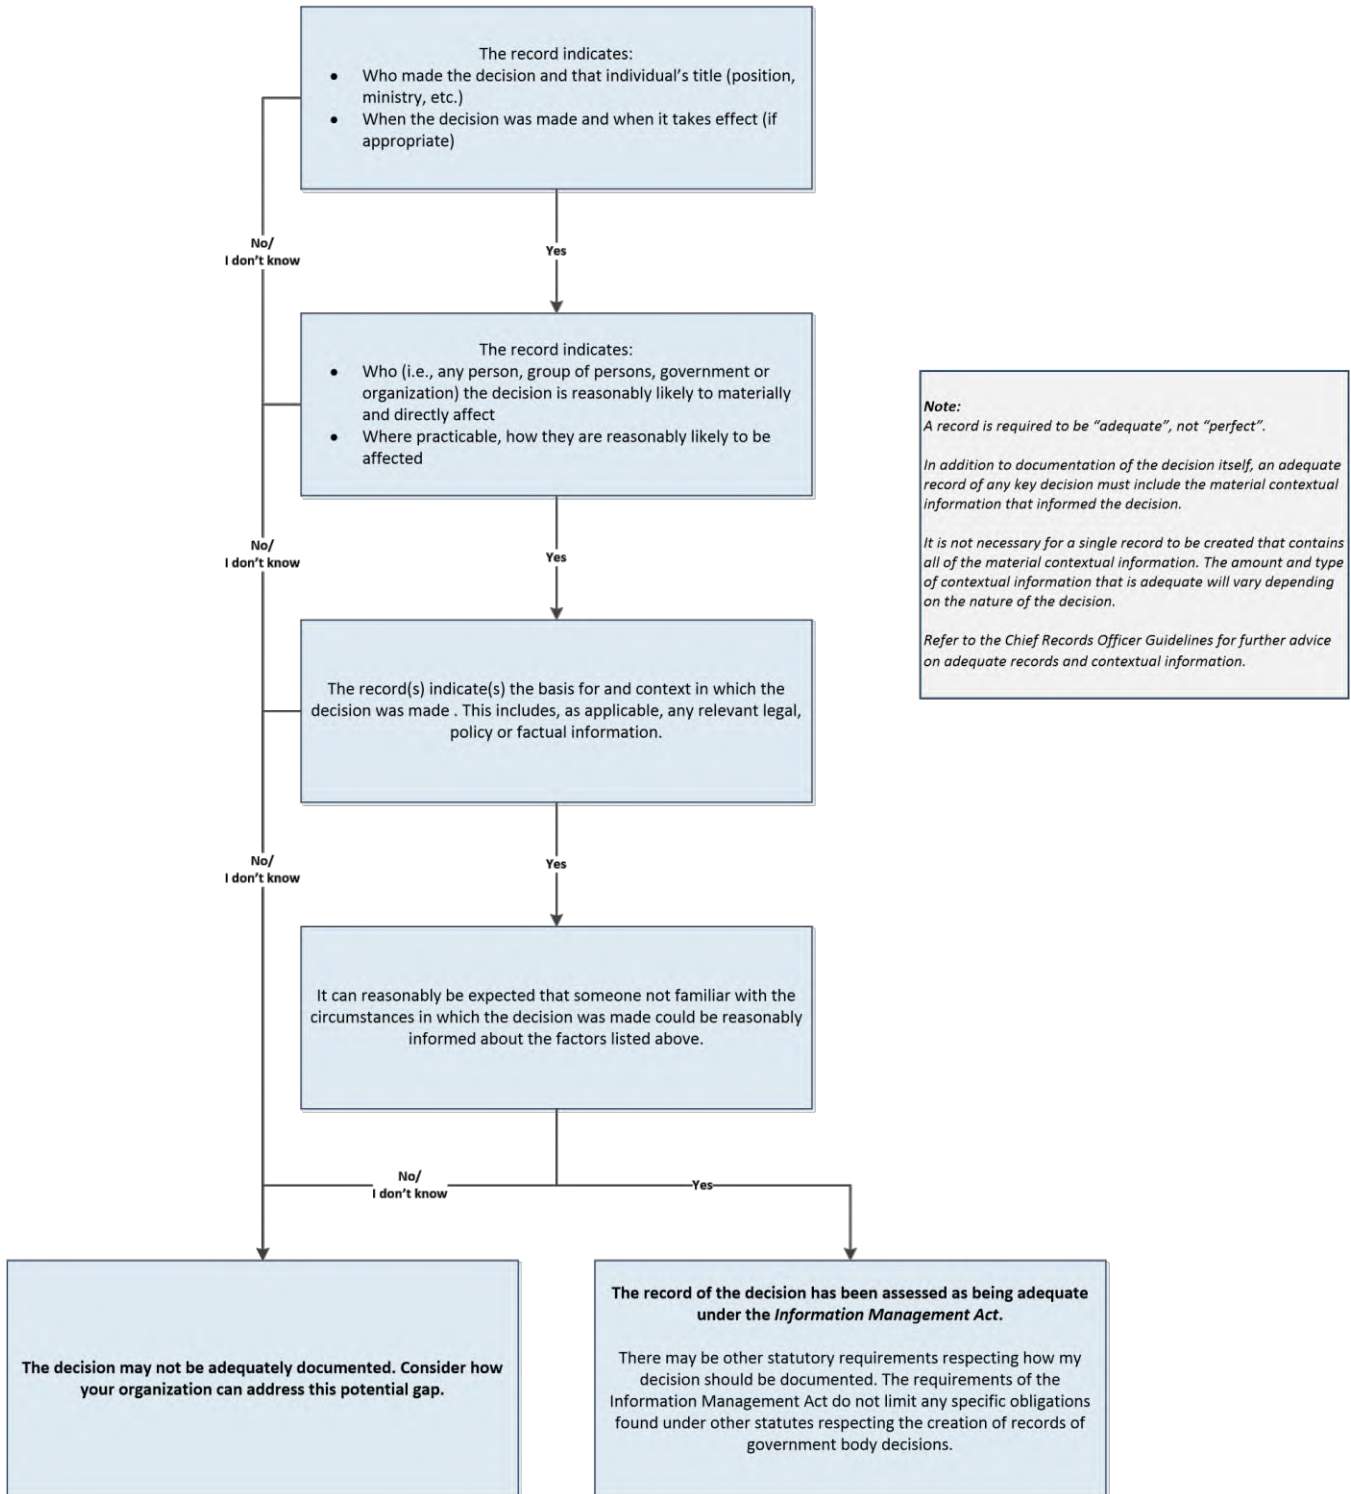 The record indicates:
• Who made the decision and that individual’s title (position,
ministry, etc.)
• When the decision was made and when it takes effect (if
appropriate)
No/
I don’t know
Yes
The record indicates:
• Who (i.e., any person, group of persons, government or
organization) the decision is reasonably likely to materially
and directly affect
• Where practicable, how they are reasonably likely to be
affected
Note:
A record is required to be “adequate”, not “perfect”.
In addition to documentation of the decision itself, an adequate
record of any key decision must include the material contextual
information that informed the decision.
It is not necessary for a single record to be created that contains
all of the material contextual information. The amount and type
of contextual information that is adequate will vary depending
on the nature of the decision.
Refer to the Chief Records Officer Guidelines for further advice
on adequate records and contextual information.
No/
I don’t know
Yes
The record(s) indicate(s) the basis for and context in which the
decision was made . This includes, as applicable, any relevant legal,
policy or factual information.
No/
I don’t know
Yes
It can reasonably be expected that someone not familiar with the
circumstances in which the decision was made could be reasonably
informed about the factors listed above.
No/
I don’t know
Yes
The decision may not be adequately documented. Consider how
your organization can address this potential gap.
The record of the decision has been assessed as being adequate
under the Information Management Act.
There may be other statutory requirements respecting how my
decision should be documented. The requirements of the
Information Management Act do not limit any specific obligations
found under other statutes respecting the creation of records of
government body decisions.